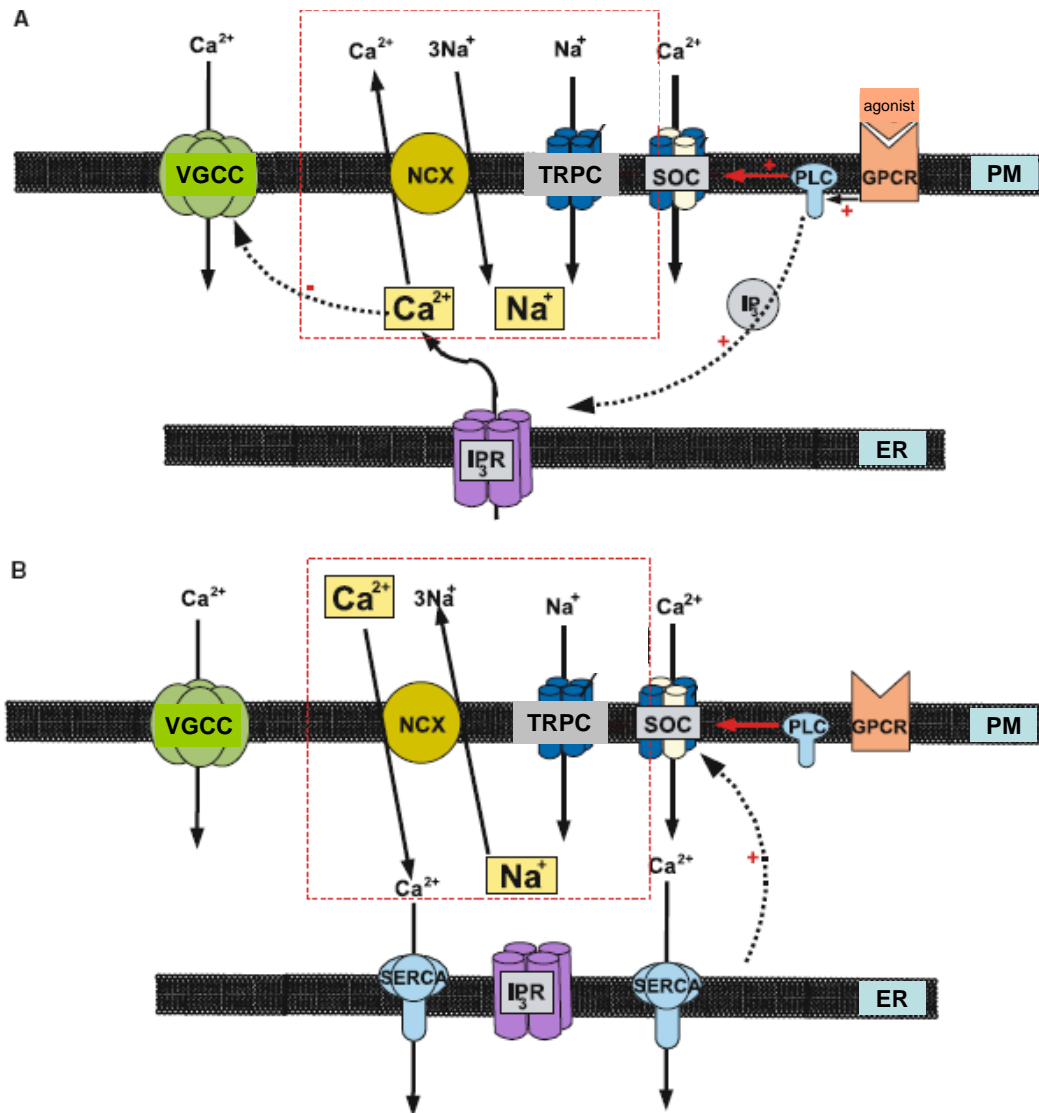 A
Ca²⁺ Ca²⁺ 3Na⁺ Na⁺ Ca²⁺
agonist
VGCC NCX TRPC SOC + PLC GPCR PM
+
- Ca²⁺ Na⁺ IP₃
+
IP₃R ER
B
Ca²⁺ Ca²⁺ 3Na⁺ Na⁺ Ca²⁺
VGCC NCX TRPC SOC PLC GPCR PM
Ca²⁺ Na⁺ Ca²⁺ +
SERCA IP₃R SERCA ER